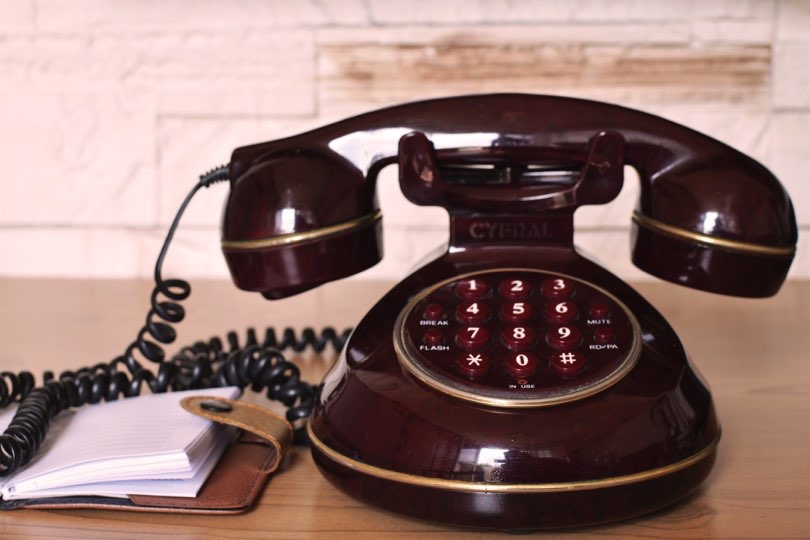 CYFRAL
1 2 3
BREAK 4 5 6 MUTE
FLASH 7 8 9 RD/PA
* 0 #
IN USE